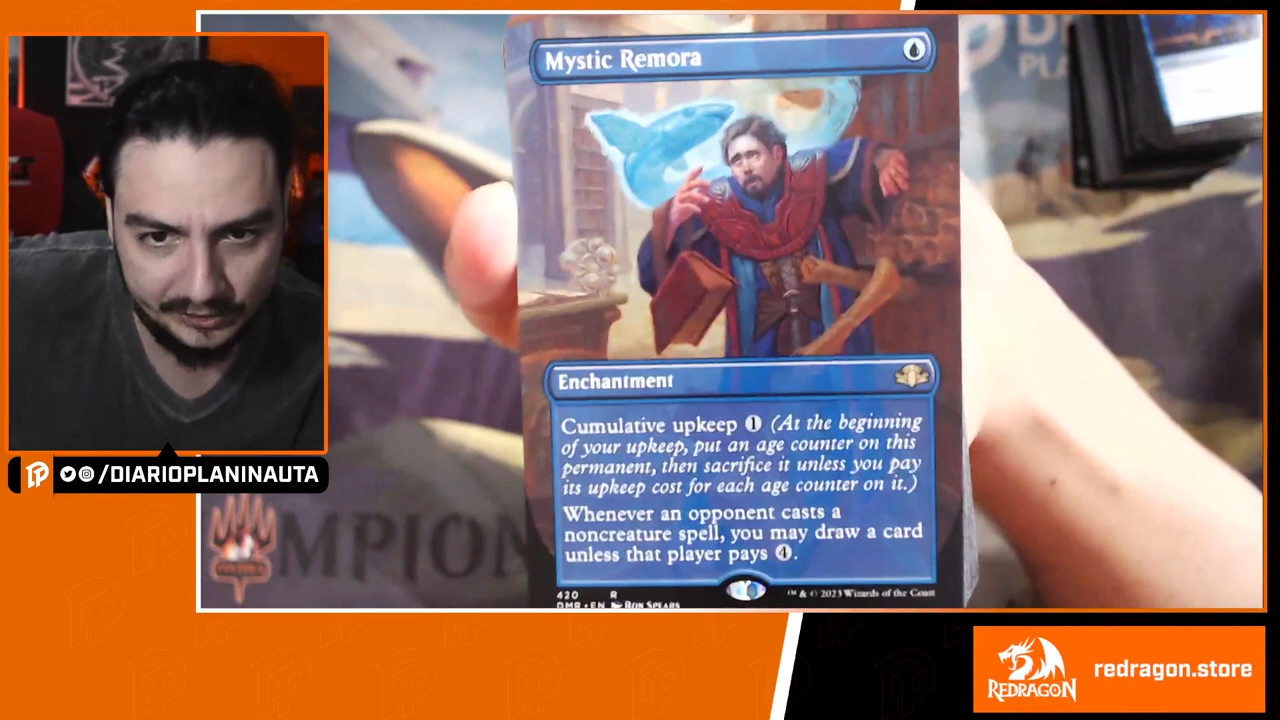 Mystic Remora
Enchantment
Cumulative upkeep 1 (At the beginning
of your upkeep, put an age counter on this
permanent, then sacrifice it unless you pay
its upkeep cost for each age counter on it.)
Whenever an opponent casts a
noncreature spell, you may draw a card
unless that player pays 4.
420 R
DMR • EN Ron Spears
™ & © 2023 Wizards of the Coast
/DIARIOPLANINAUTA
MPION
REDRAGON
redragon.store